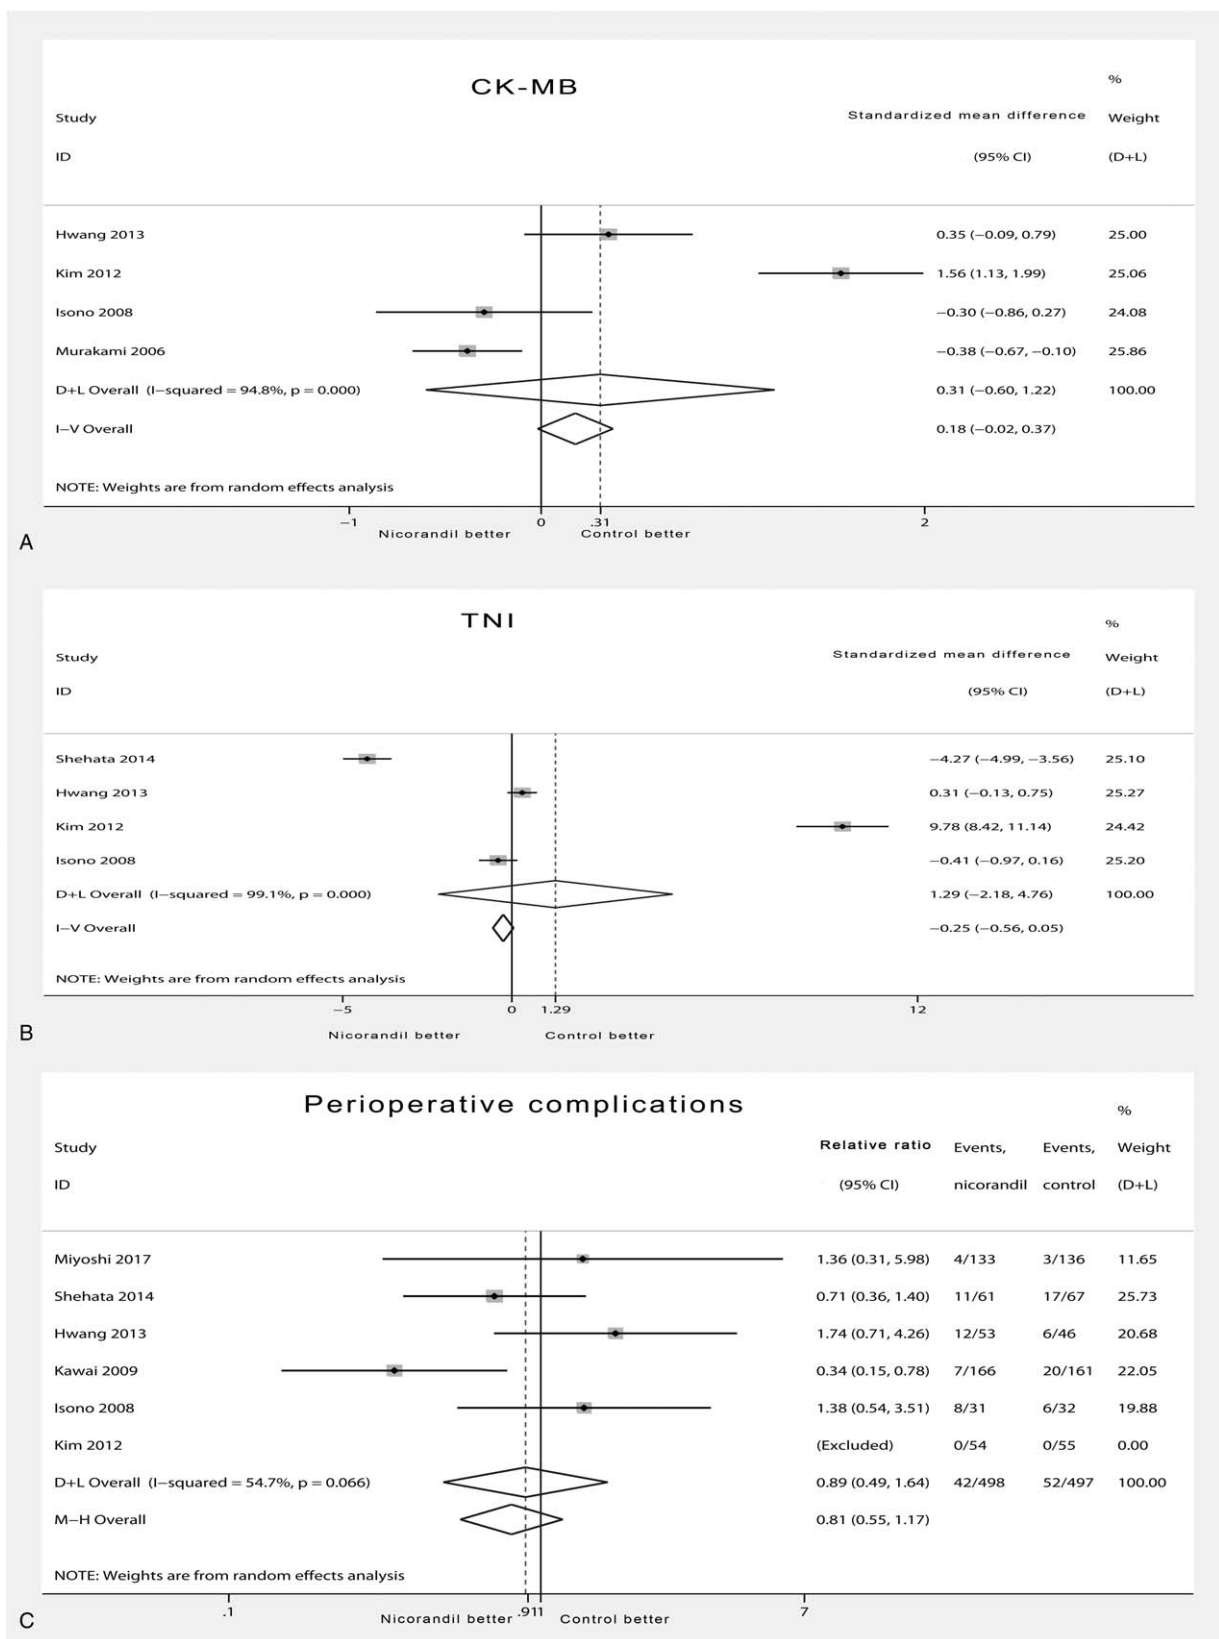 CK-MB
%
Study Standardized mean difference Weight
ID (95% CI) (D+L)
Hwang 2013 0.35 (−0.09, 0.79) 25.00
Kim 2012 1.56 (1.13, 1.99) 25.06
Isono 2008 −0.30 (−0.86, 0.27) 24.08
Murakami 2006 −0.38 (−0.67, −0.10) 25.86
D+L Overall (I−squared = 94.8%, p = 0.000) 0.31 (−0.60, 1.22) 100.00
I−V Overall 0.18 (−0.02, 0.37)
NOTE: Weights are from random effects analysis
−1 0 .31 2
Nicorandil better Control better
A
TNI
%
Study Standardized mean difference Weight
ID (95% CI) (D+L)
Shehata 2014 −4.27 (−4.99, −3.56) 25.10
Hwang 2013 0.31 (−0.13, 0.75) 25.27
Kim 2012 9.78 (8.42, 11.14) 24.42
Isono 2008 −0.41 (−0.97, 0.16) 25.20
D+L Overall (I−squared = 99.1%, p = 0.000) 1.29 (−2.18, 4.76) 100.00
I−V Overall −0.25 (−0.56, 0.05)
NOTE: Weights are from random effects analysis
−5 0 1.29 12
Nicorandil better Control better
B
Perioperative complications
%
Study Relative ratio Events, Events, Weight
ID (95% CI) nicorandil control (D+L)
Miyoshi 2017 1.36 (0.31, 5.98) 4/133 3/136 11.65
Shehata 2014 0.71 (0.36, 1.40) 11/61 17/67 25.73
Hwang 2013 1.74 (0.71, 4.26) 12/53 6/46 20.68
Kawai 2009 0.34 (0.15, 0.78) 7/166 20/161 22.05
Isono 2008 1.38 (0.54, 3.51) 8/31 6/32 19.88
Kim 2012 (Excluded) 0/54 0/55 0.00
D+L Overall (I−squared = 54.7%, p = 0.066) 0.89 (0.49, 1.64) 42/498 52/497 100.00
M−H Overall 0.81 (0.55, 1.17)
NOTE: Weights are from random effects analysis
.1 .911 7
Nicorandil better Control better
C